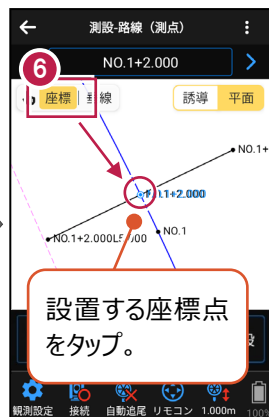 測設-路線（測点）
NO.1+2.000
6
座標
線
誘導
平面
NO.1+
1+2.000
NO.1+2.000L5.000
NO.1
設置する座標点
をタップ。
観測設定
接続
自動追尾
リモコン
1.000m
100%